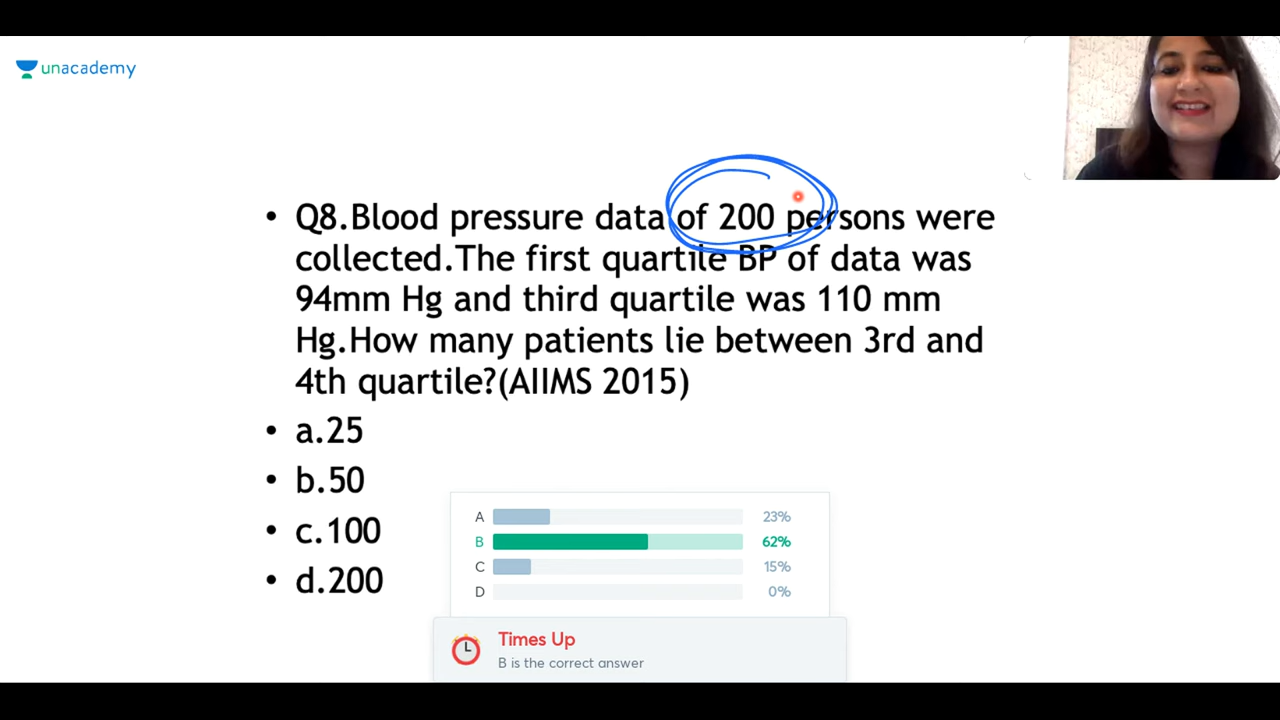 unacademy
• Q8.Blood pressure data of 200 persons were
collected.The first quartile BP of data was
94mm Hg and third quartile was 110 mm
Hg.How many patients lie between 3rd and
4th quartile?(AIIMS 2015)
• a.25
• b.50
• c.100
• d.200
A 23%
B 62%
C 15%
D 0%
Times Up
B is the correct answer